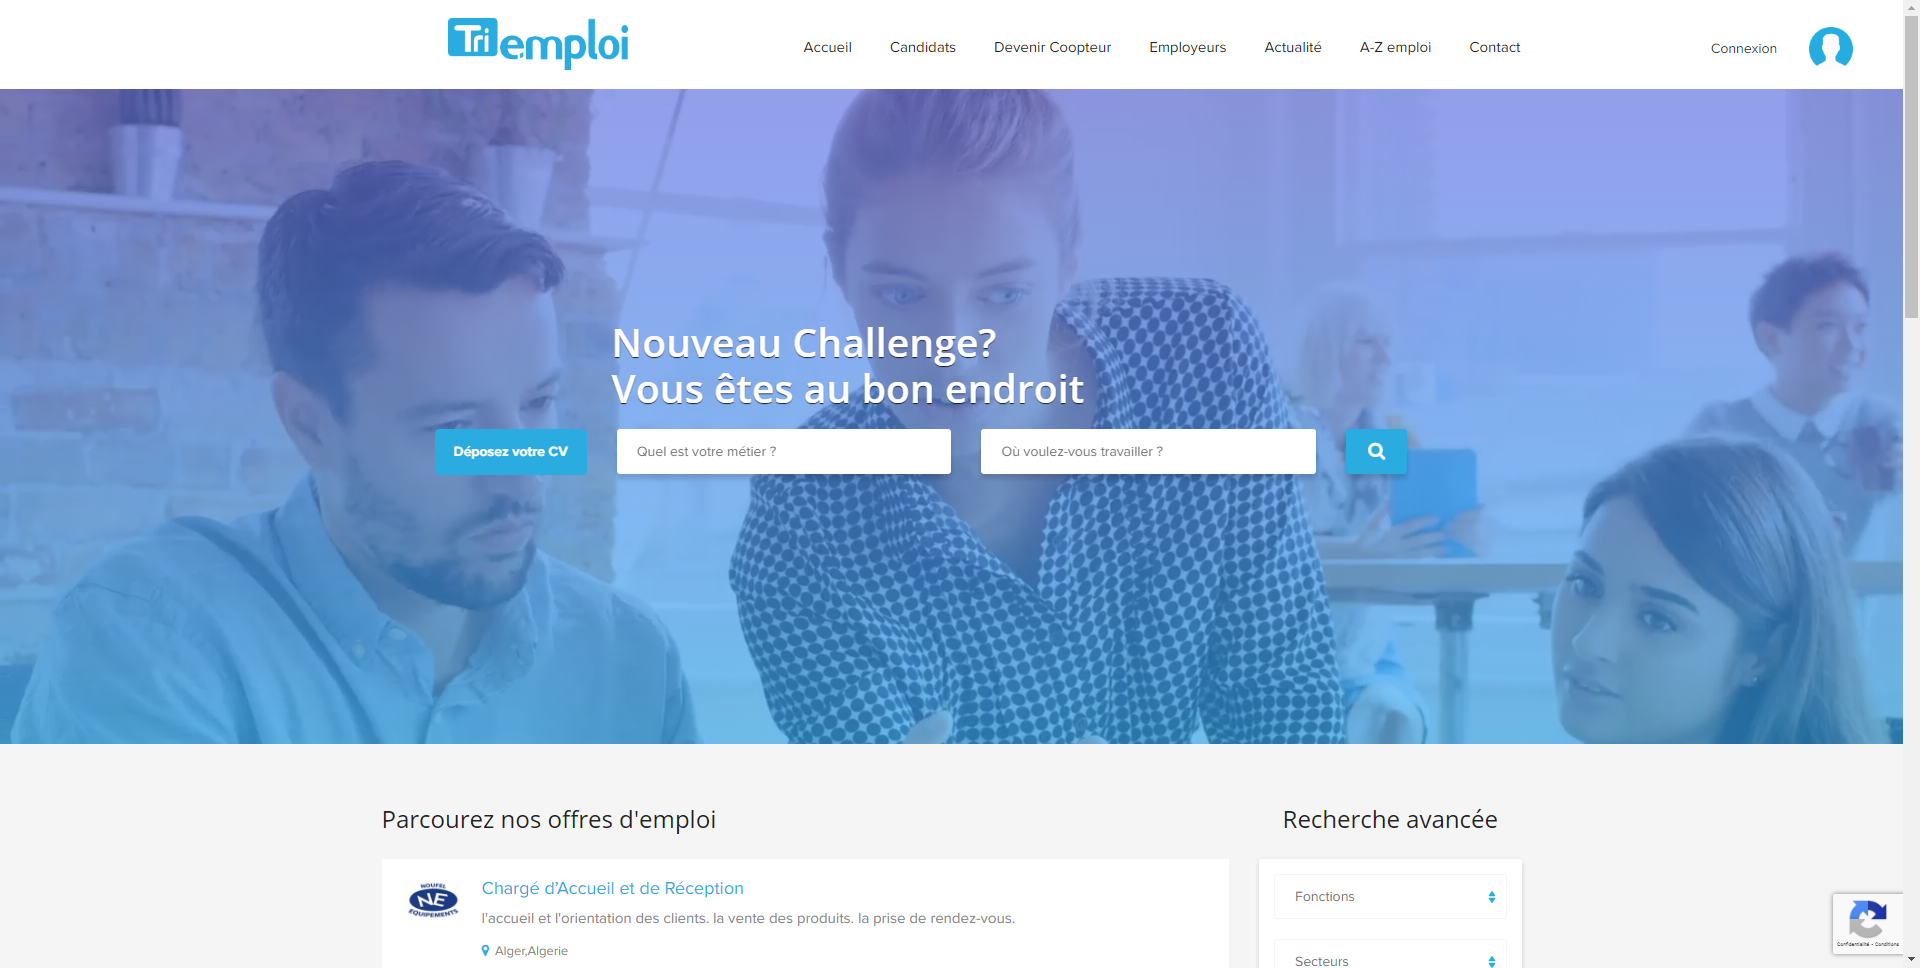 Tri emploi
Accueil
Candidats
Devenir Coopteur
Employeurs
Actualité
A-Z emploi
Contact
Connexion
Nouveau Challenge?
Vous êtes au bon endroit
Déposez votre CV
Quel est votre métier ?
Où voulez-vous travailler ?
Parcourez nos offres d'emploi
Recherche avancée
NOUFEL
NE
EQUIPEMENTS
Chargé d'Accueil et de Réception
l'accueil et l'orientation des clients. la vente des produits. la prise de rendez-vous.
Alger,Algerie
Fonctions
Secteurs
Confidentialité - Conditions